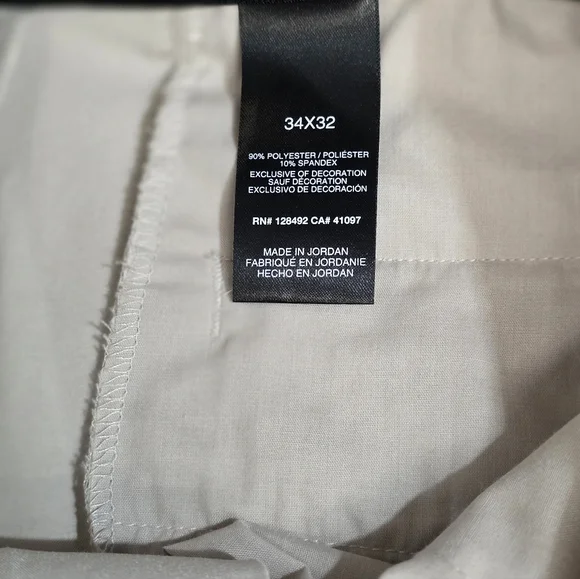 34X32
90% POLYESTER / POLIÉSTER
10% SPANDEX
EXCLUSIVE OF DECORATION
SAUF DÉCORATION
EXCLUSIVO DE DECORACIÓN
RN# 128492 CA# 41097
MADE IN JORDAN
FABRIQUÉ EN JORDANIE
HECHO EN JORDAN